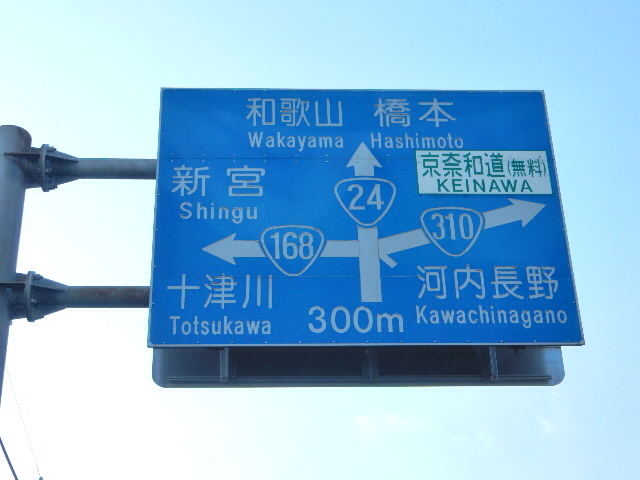 和歌山 橋本
Wakayama Hashimoto
京奈和道(無料)
KEINAWA
新宮
Shingu
24
310
168
十津川
Totsukawa
300m
河内長野
Kawachinagano